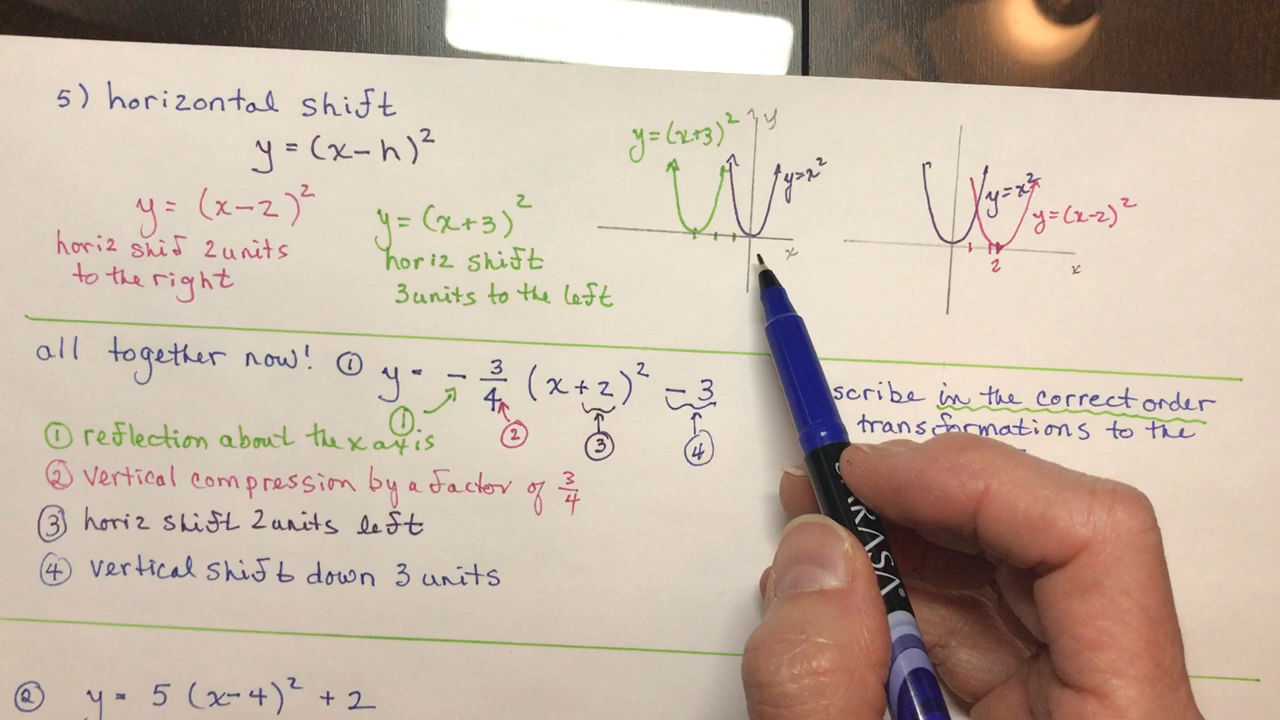 5) horizontal shift
y = (x-h)²
y = (x-2)²
horiz shif 2 units
to the right
y = (x+3)²
horiz shift
3 units to the left
y=(x+3)²
y
y=x²
x
y=x²
y=(x-2)²
2
x
all together now! ① y = - 3/4 (x+2)² - 3
① ② ③ ④
scribe in the correct order
transformations to the
① reflection about the x axis
② vertical compression by a factor of 3/4
③ horiz shift 2 units left
④ vertical shift down 3 units
② y = 5 (x-4)² + 2
SARASA